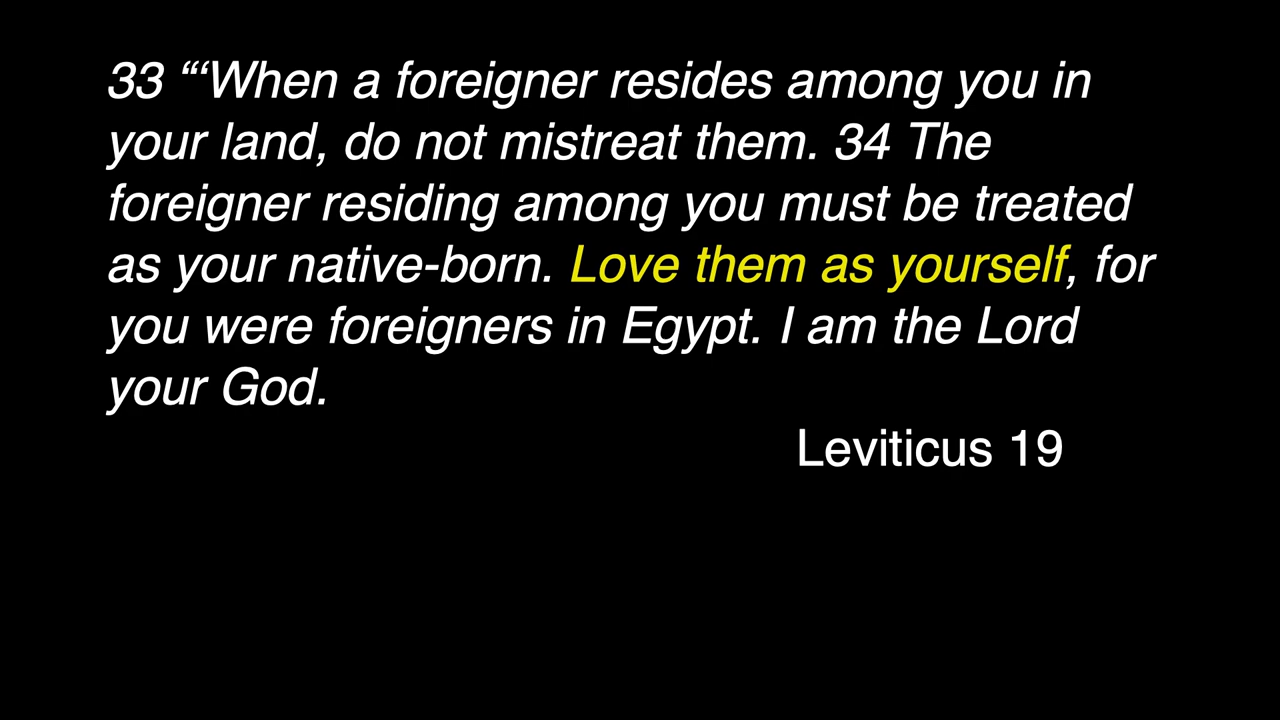 33 “‘When a foreigner resides among you in
your land, do not mistreat them. 34 The
foreigner residing among you must be treated
as your native-born. Love them as yourself, for
you were foreigners in Egypt. I am the Lord
your God.
Leviticus 19